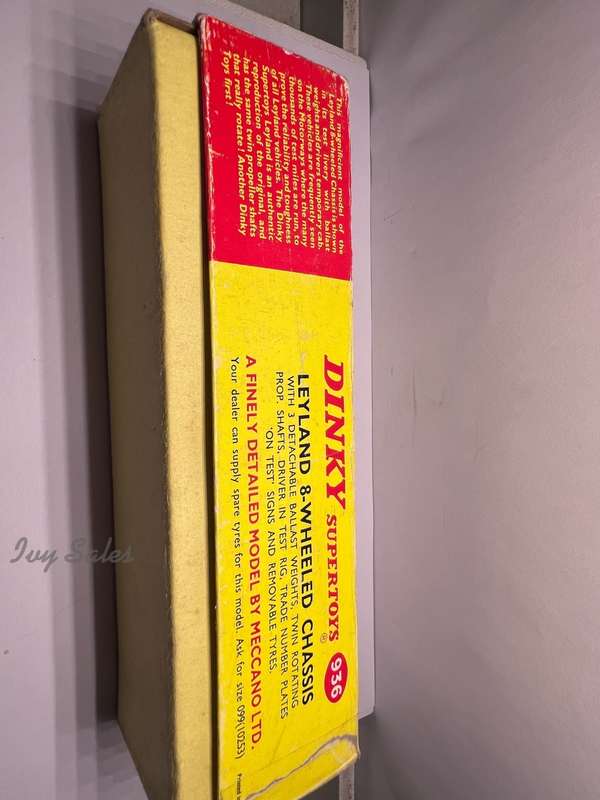 This magnificent model of the
Leyland 8-wheeled Chassis is shown
in its test livery with ballast
weights and drivers temporary cab.
These vehicles are frequently seen
on the Motorways where the many
thousands of test miles are run, to
prove the reliability and toughness
of all Leyland vehicles. The Dinky
Supertoys Leyland is an authentic
reproduction of the original, and
—has the same twin propeller shafts
that really rotate! Another Dinky
Toys first!
DINKY SUPERTOYS ® 936
LEYLAND 8-WHEELED CHASSIS
WITH 3 DETACHABLE BALLAST WEIGHTS, TWIN ROTATING
PROP. SHAFTS, DRIVER IN TEST RIG, TRADE NUMBER PLATES
'ON TEST' SIGNS AND REMOVABLE TYRES.
A FINELY DETAILED MODEL BY MECCANO LTD.
Your dealer can supply spare tyres for this model. Ask for size 099(10253)
Printed
Ivy Sales